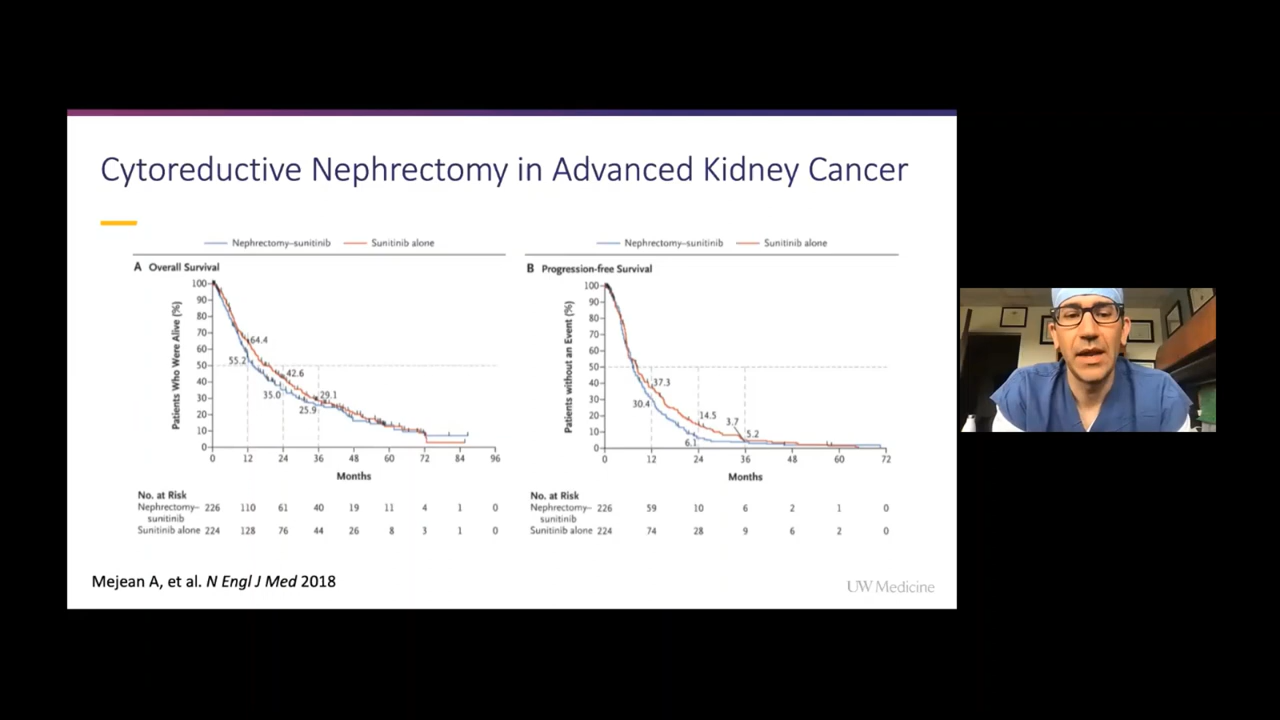 Cytoreductive Nephrectomy in Advanced Kidney Cancer
Nephrectomy–sunitinib Sunitinib alone
A Overall Survival
Patients Who Were Alive (%)
100
90
80
70
60
50
40
30
20
10
0
64.4
55.2
42.6
35.0
29.1
25.9
0 12 24 36 48 60 72 84 96
Months
No. at Risk
Nephrectomy–sunitinib 226 110 61 40 19 11 4 1 0
Sunitinib alone 224 128 76 44 26 8 3 1 0
Nephrectomy–sunitinib Sunitinib alone
B Progression-free Survival
Patients without an Event (%)
100
90
80
70
60
50
40
30
20
10
0
37.3
30.4
14.5
6.1
3.7
5.2
0 12 24 36 48 60 72
Months
No. at Risk
Nephrectomy–sunitinib 226 59 10 6 2 1 0
Sunitinib alone 224 74 28 9 6 2 0
Mejean A, et al. N Engl J Med 2018
UW Medicine